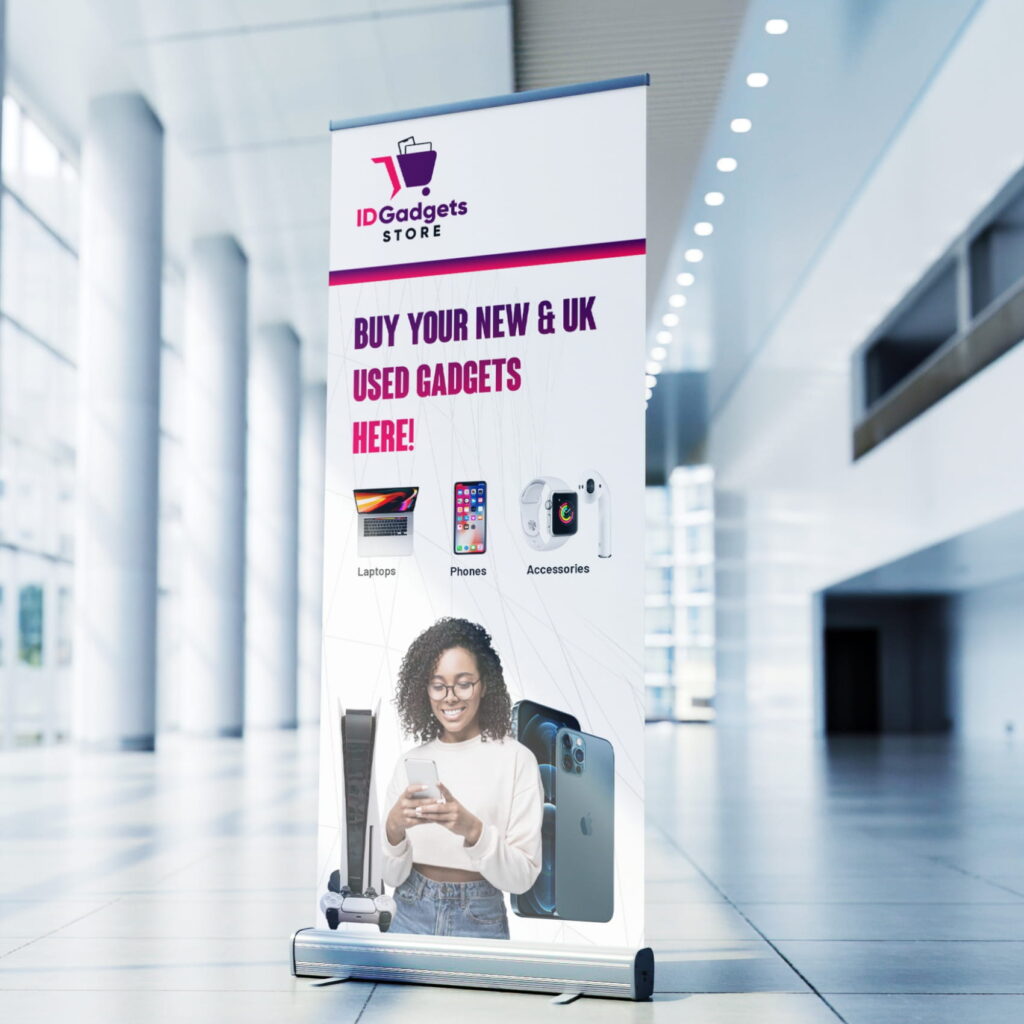 IDGadgets
STORE
BUY YOUR NEW & UK
USED GADGETS
HERE!
Laptops
Phones
Accessories